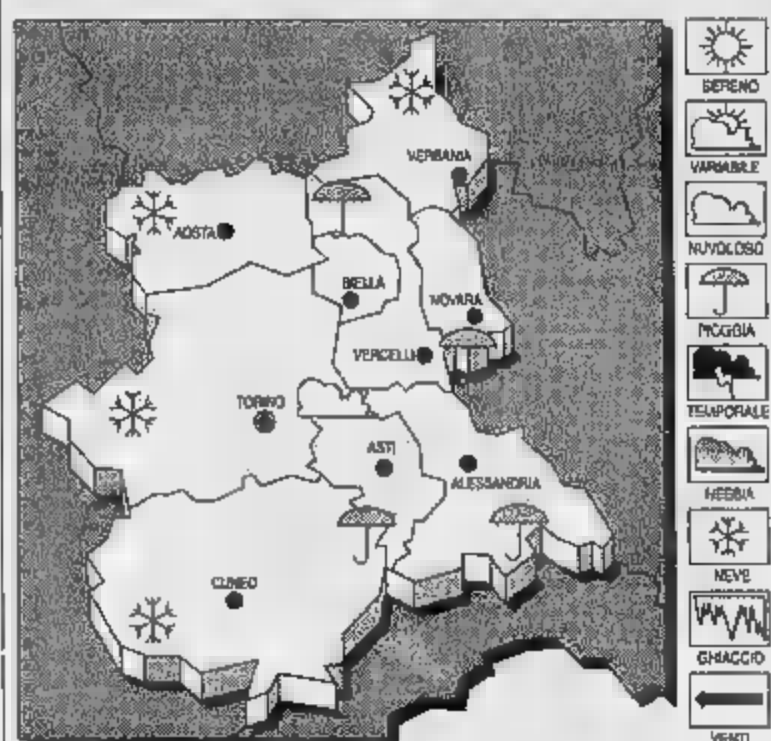 VERBANIA
AOSTA
BIELLA
NOVARA
VERCELLI
TORINO
ASTI
ALESSANDRIA
CUNEO
SERENO
VARIABILE
NUVOLOSO
PIOGGIA
TEMPORALE
NEBBIA
NEVE
GHIACCIO
VENTI